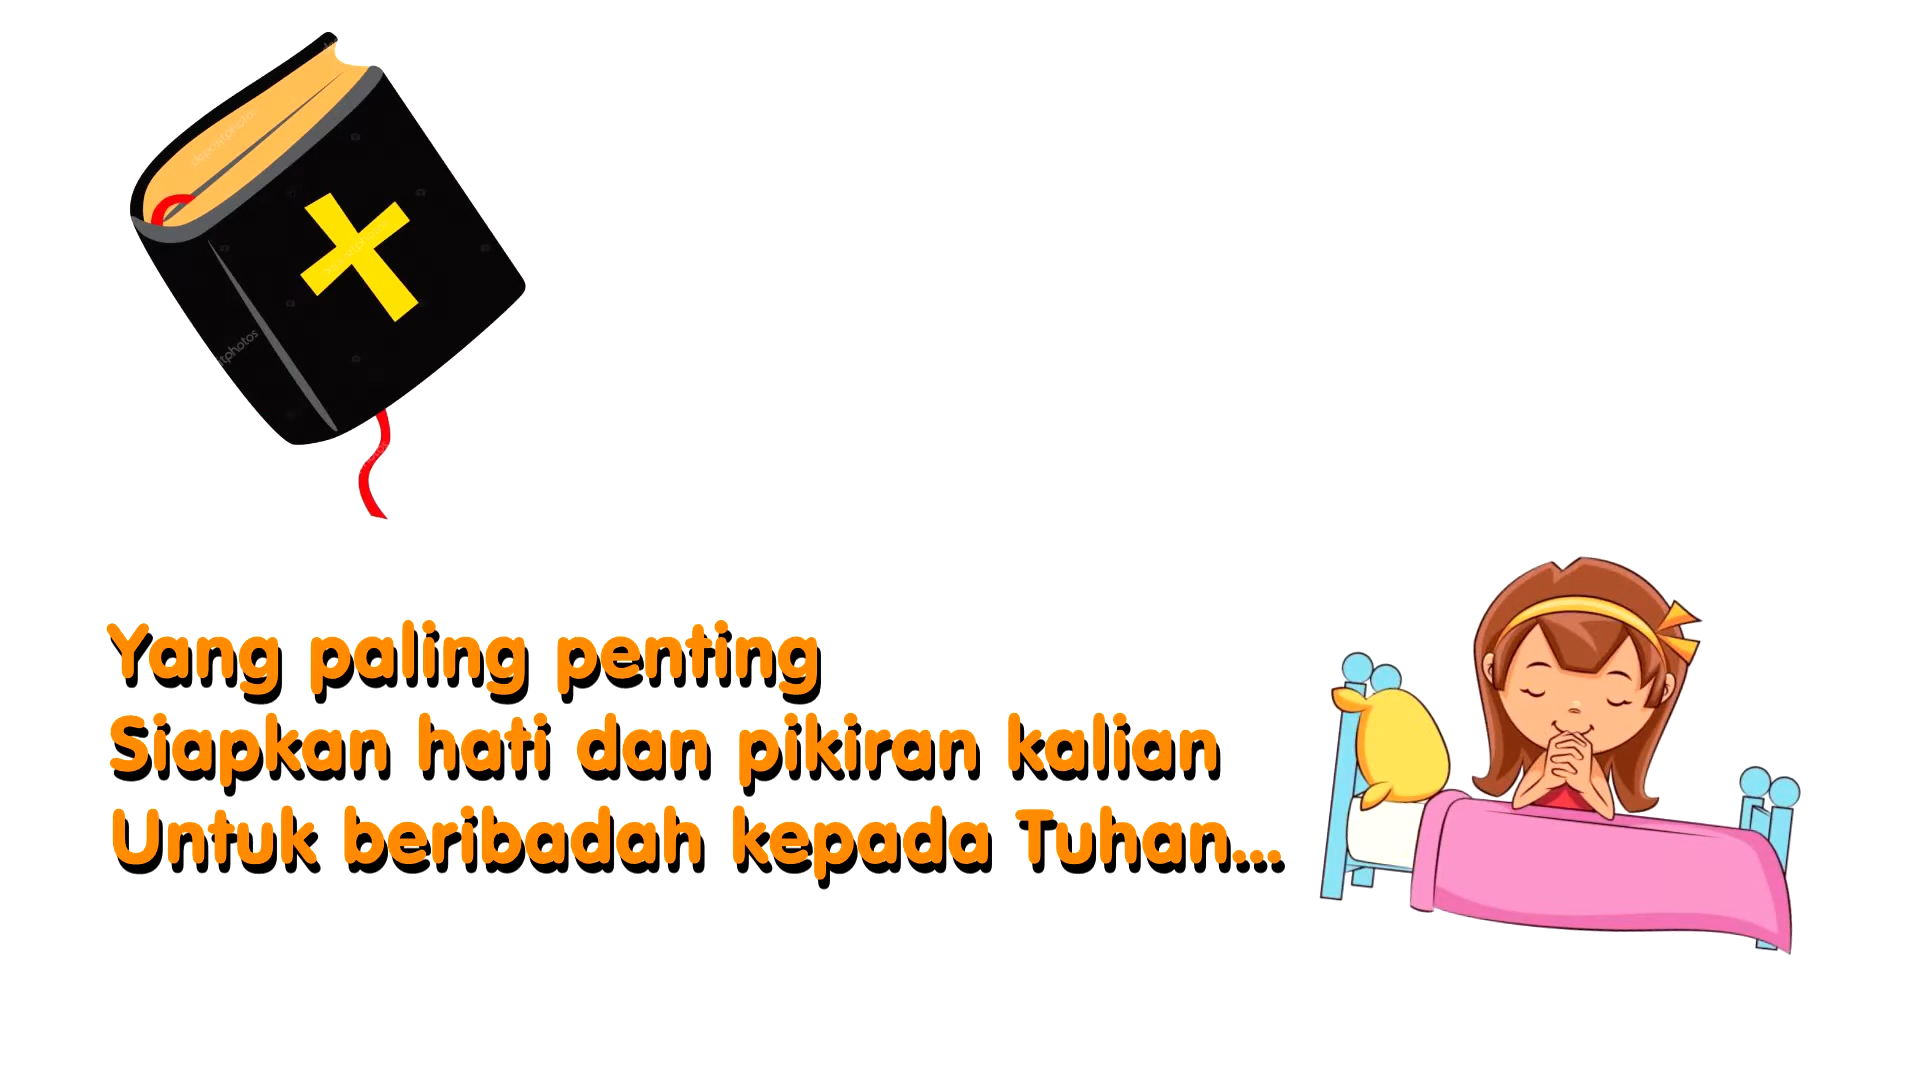 Yang paling penting
Siapkan hati dan pikiran kalian
Untuk beribadah kepada Tuhan...